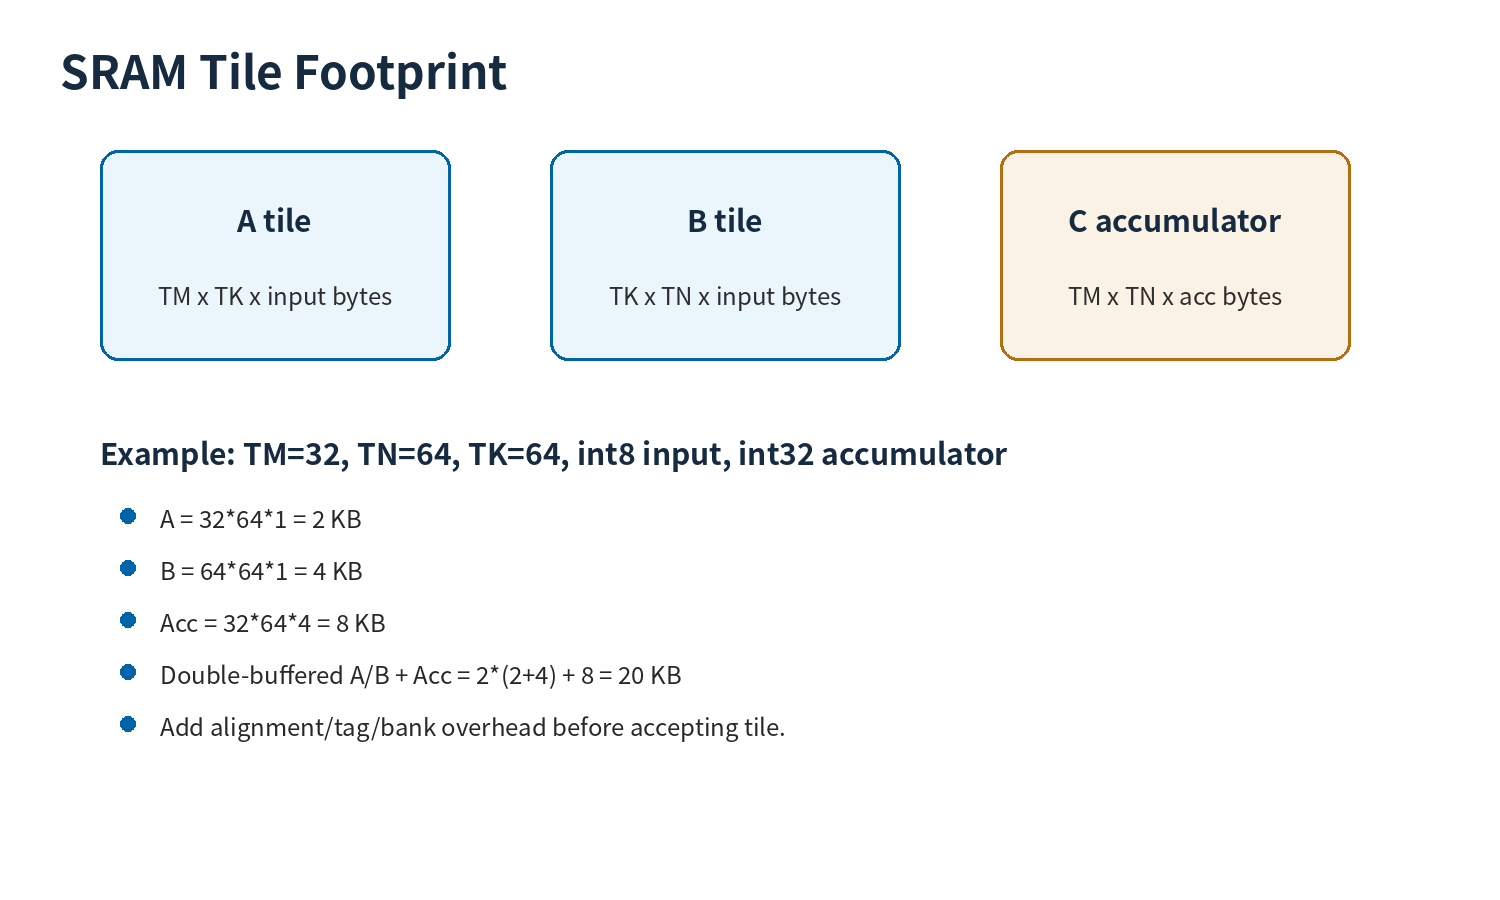 SRAM Tile Footprint
A tile
TM x TK x input bytes
B tile
TK x TN x input bytes
C accumulator
TM x TN x acc bytes
Example: TM=32, TN=64, TK=64, int8 input, int32 accumulator
A = 32*64*1 = 2 KB
B = 64*64*1 = 4 KB
Acc = 32*64*4 = 8 KB
Double-buffered A/B + Acc = 2*(2+4) + 8 = 20 KB
Add alignment/tag/bank overhead before accepting tile.